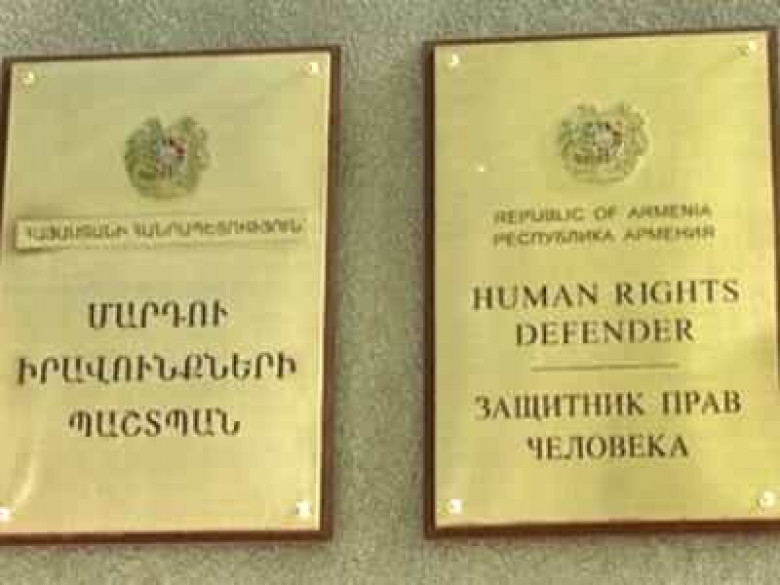 ՀԱՅԱՍՏԱՆԻ ՀԱՆՐԱՊԵՏՈՒԹՅՈՒՆ
ՄԱՐԴՈՒ
ԻՐԱՎՈՒՆՔՆԵՐԻ
ՊԱՇՏՊԱՆ
REPUBLIC OF ARMENIA
РЕСПУБЛИКА АРМЕНИЯ
HUMAN RIGHTS
DEFENDER
ЗАЩИТНИК ПРАВ
ЧЕЛОВЕКА